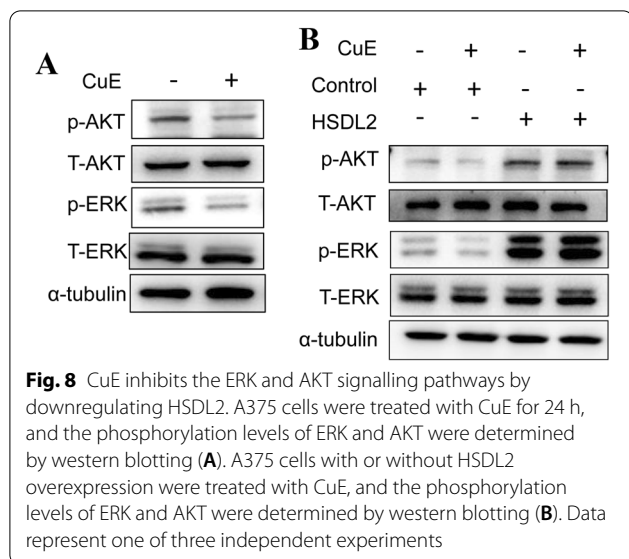 A
CuE - +
p-AKT
T-AKT
p-ERK
T-ERK
α-tubulin
B
CuE - + - +
Control + + - -
HSDL2 - - + +
p-AKT
T-AKT
p-ERK
T-ERK
α-tubulin
Fig. 8 CuE inhibits the ERK and AKT signalling pathways by
downregulating HSDL2. A375 cells were treated with CuE for 24 h,
and the phosphorylation levels of ERK and AKT were determined
by western blotting (A). A375 cells with or without HSDL2
overexpression were treated with CuE, and the phosphorylation
levels of ERK and AKT were determined by western blotting (B). Data
represent one of three independent experiments